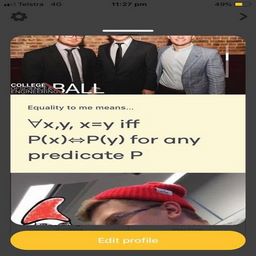 Telstra 4G 11:27 pm 49%
COLLEGE
ENGINEERING BALL
Equality to me means...
∀x,y, x=y iff
P(x)⇔P(y) for any
predicate P
Edit profile